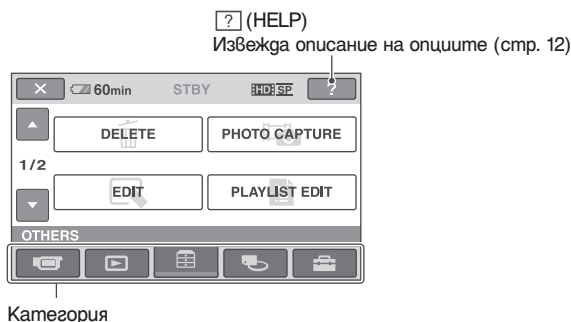 ? (HELP)
Извежда описание на опциите (стр. 12)
60min STBY HD SP ?
DELETE PHOTO CAPTURE
1/2
EDIT PLAYLIST EDIT
OTHERS
Категория